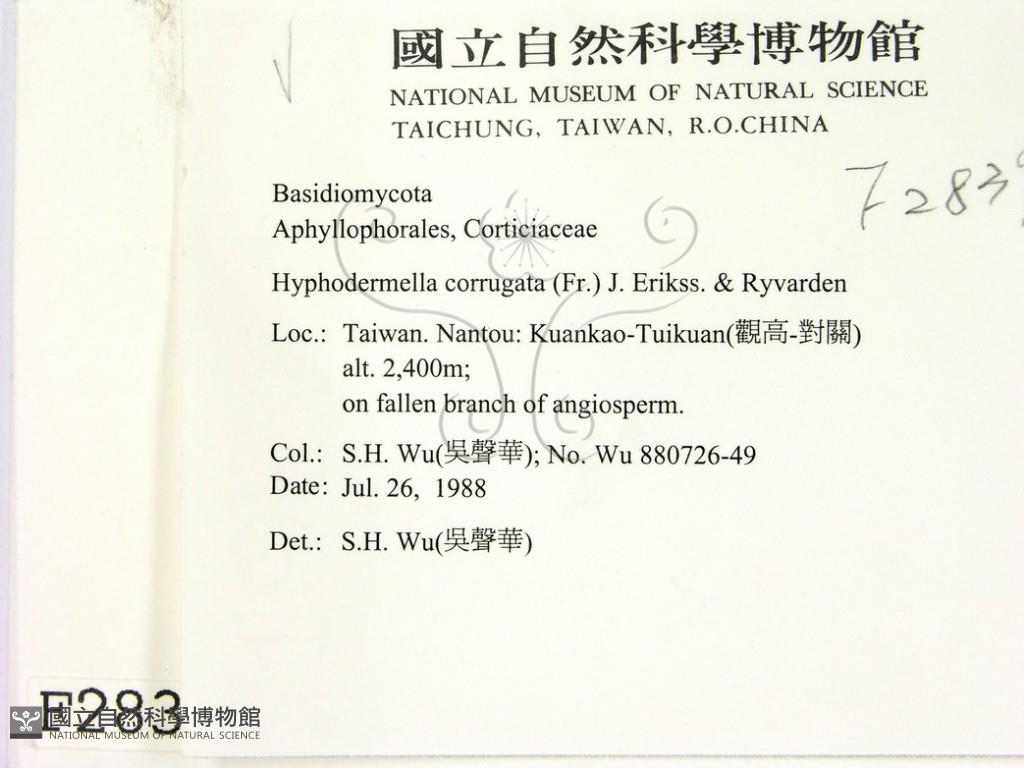 國立自然科學博物館
NATIONAL MUSEUM OF NATURAL SCIENCE
TAICHUNG, TAIWAN, R.O.CHINA
F283
Basidiomycota
Aphyllophorales, Corticiaceae
Hyphodermella corrugata (Fr.) J. Erikss. & Ryvarden
Loc.: Taiwan. Nantou: Kuankao-Tuikuan(觀高-對關)
alt. 2,400m;
on fallen branch of angiosperm.
Col.: S.H. Wu(吳聲華); No. Wu 880726-49
Date: Jul. 26, 1988
Det.: S.H. Wu(吳聲華)
F283
國立自然科學博物館
NATIONAL MUSEUM OF NATURAL SCIENCE